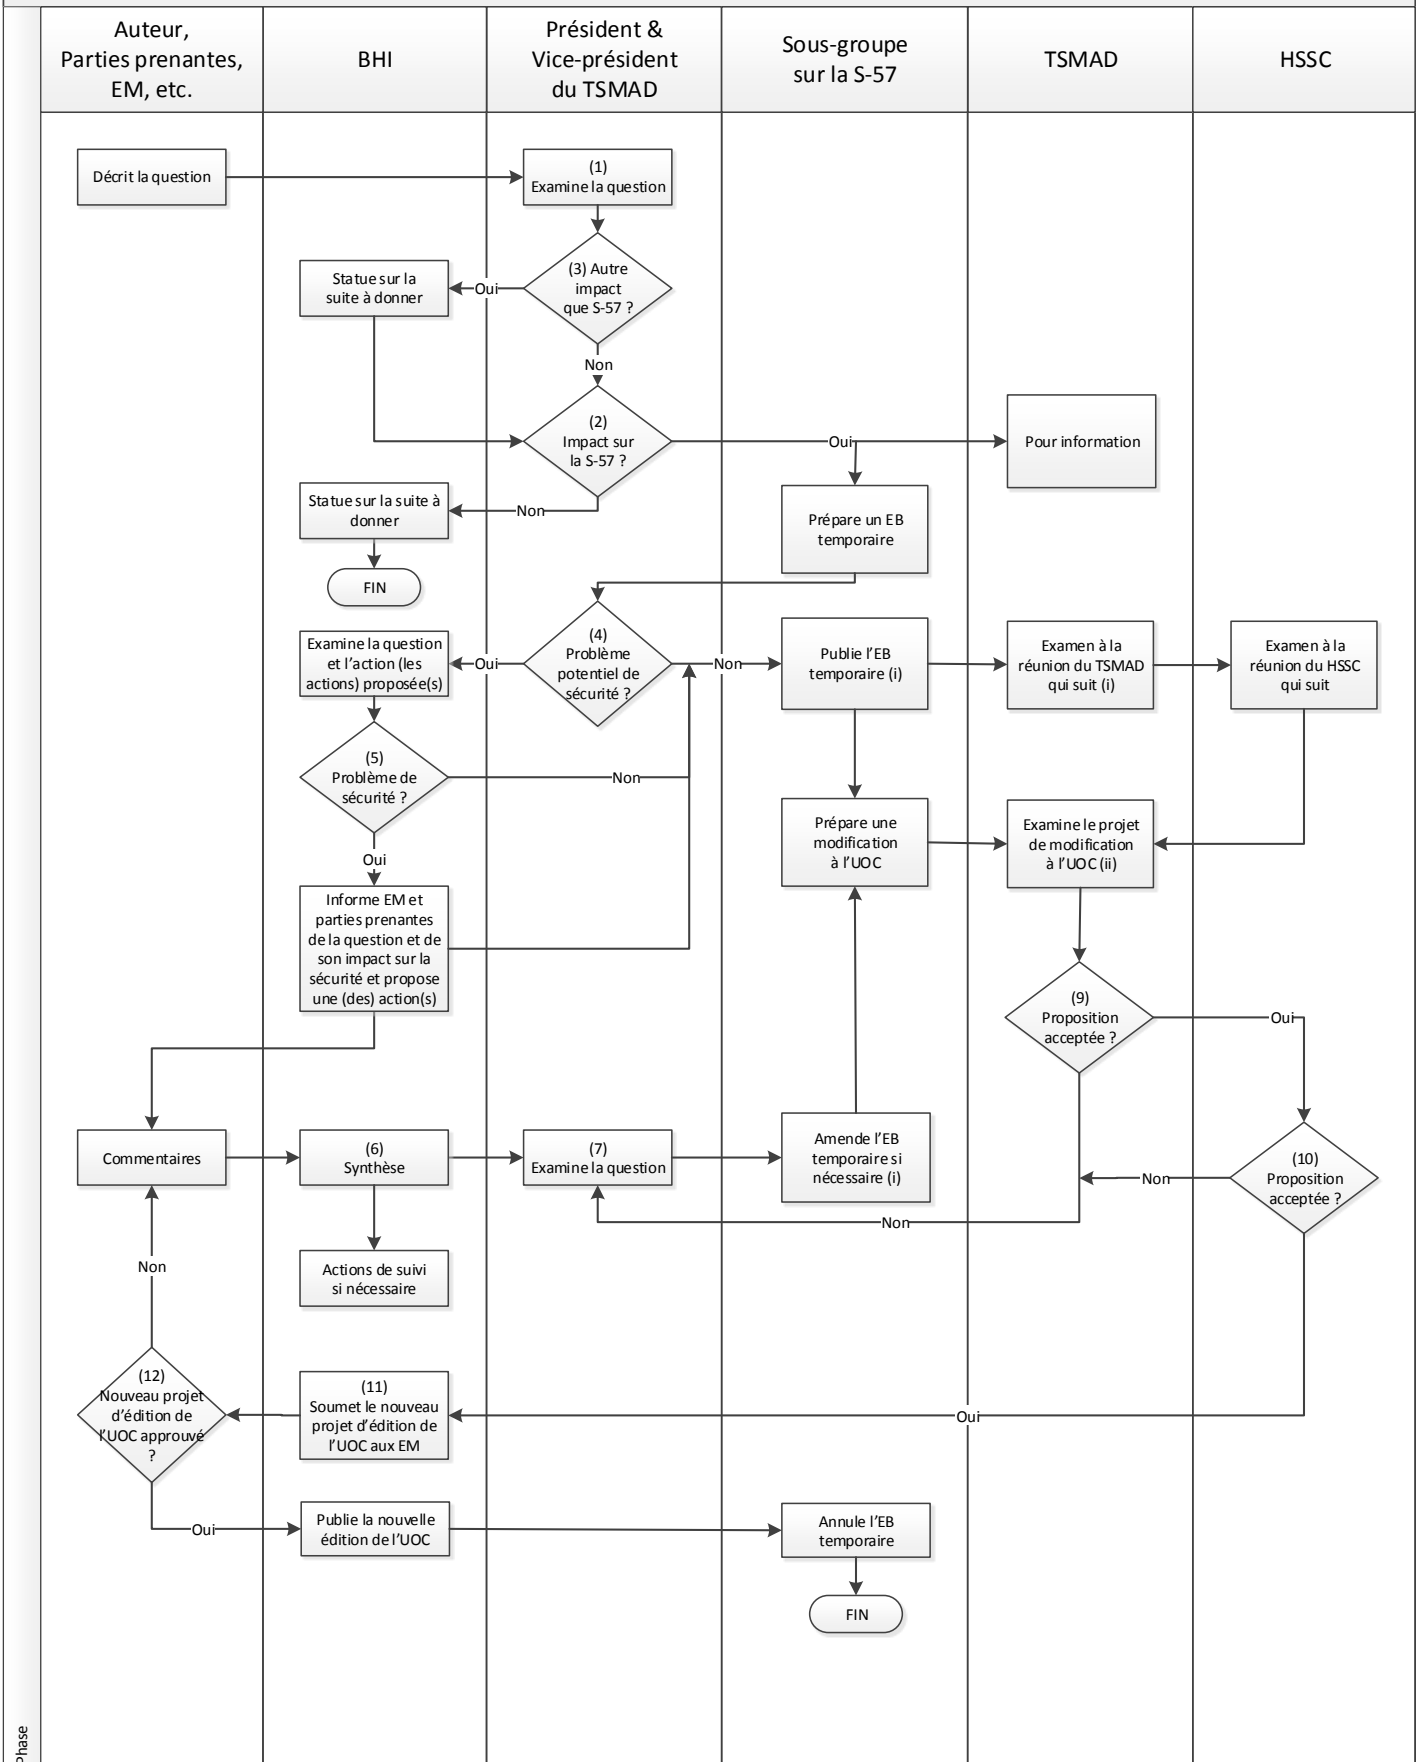 Auteur,
Parties prenantes,
EM, etc.
BHI
Président &
Vice-président
du TSMAD
Sous-groupe
sur la S-57
TSMAD
HSSC
Décrit la question
(1)
Examine la question
(3) Autre
impact
que S-57 ?
Oui
Statue sur la
suite à donner
Non
(2)
Impact sur
la S-57 ?
Oui
Pour information
Non
Statue sur la suite à
donner
FIN
Prépare un EB
temporaire
(4)
Problème
potentiel de
sécurité ?
Oui
Non
Examine la question
et l'action (les
actions) proposée(s)
Publie l'EB
temporaire (i)
Examen à la
réunion du TSMAD
qui suit (i)
Examen à la
réunion du HSSC
qui suit
(5)
Problème de
sécurité ?
Non
Oui
Prépare une
modification
à l'UOC
Examine le projet
de modification
à l'UOC (ii)
Informe EM et
parties prenantes
de la question et de
son impact sur la
sécurité et propose
une (des) action(s)
(9)
Proposition
acceptée ?
Oui
Commentaires
(6)
Synthèse
(7)
Examine la question
Amende l'EB
temporaire si
nécessaire (i)
Non
(10)
Proposition
acceptée ?
Non
Non
Actions de suivi
si nécessaire
(12)
Nouveau projet
d'édition de
l'UOC approuvé
?
(11)
Soumet le nouveau
projet d'édition de
l'UOC aux EM
Oui
Oui
Publie la nouvelle
édition de l'UOC
Annule l'EB
temporaire
FIN
Phase